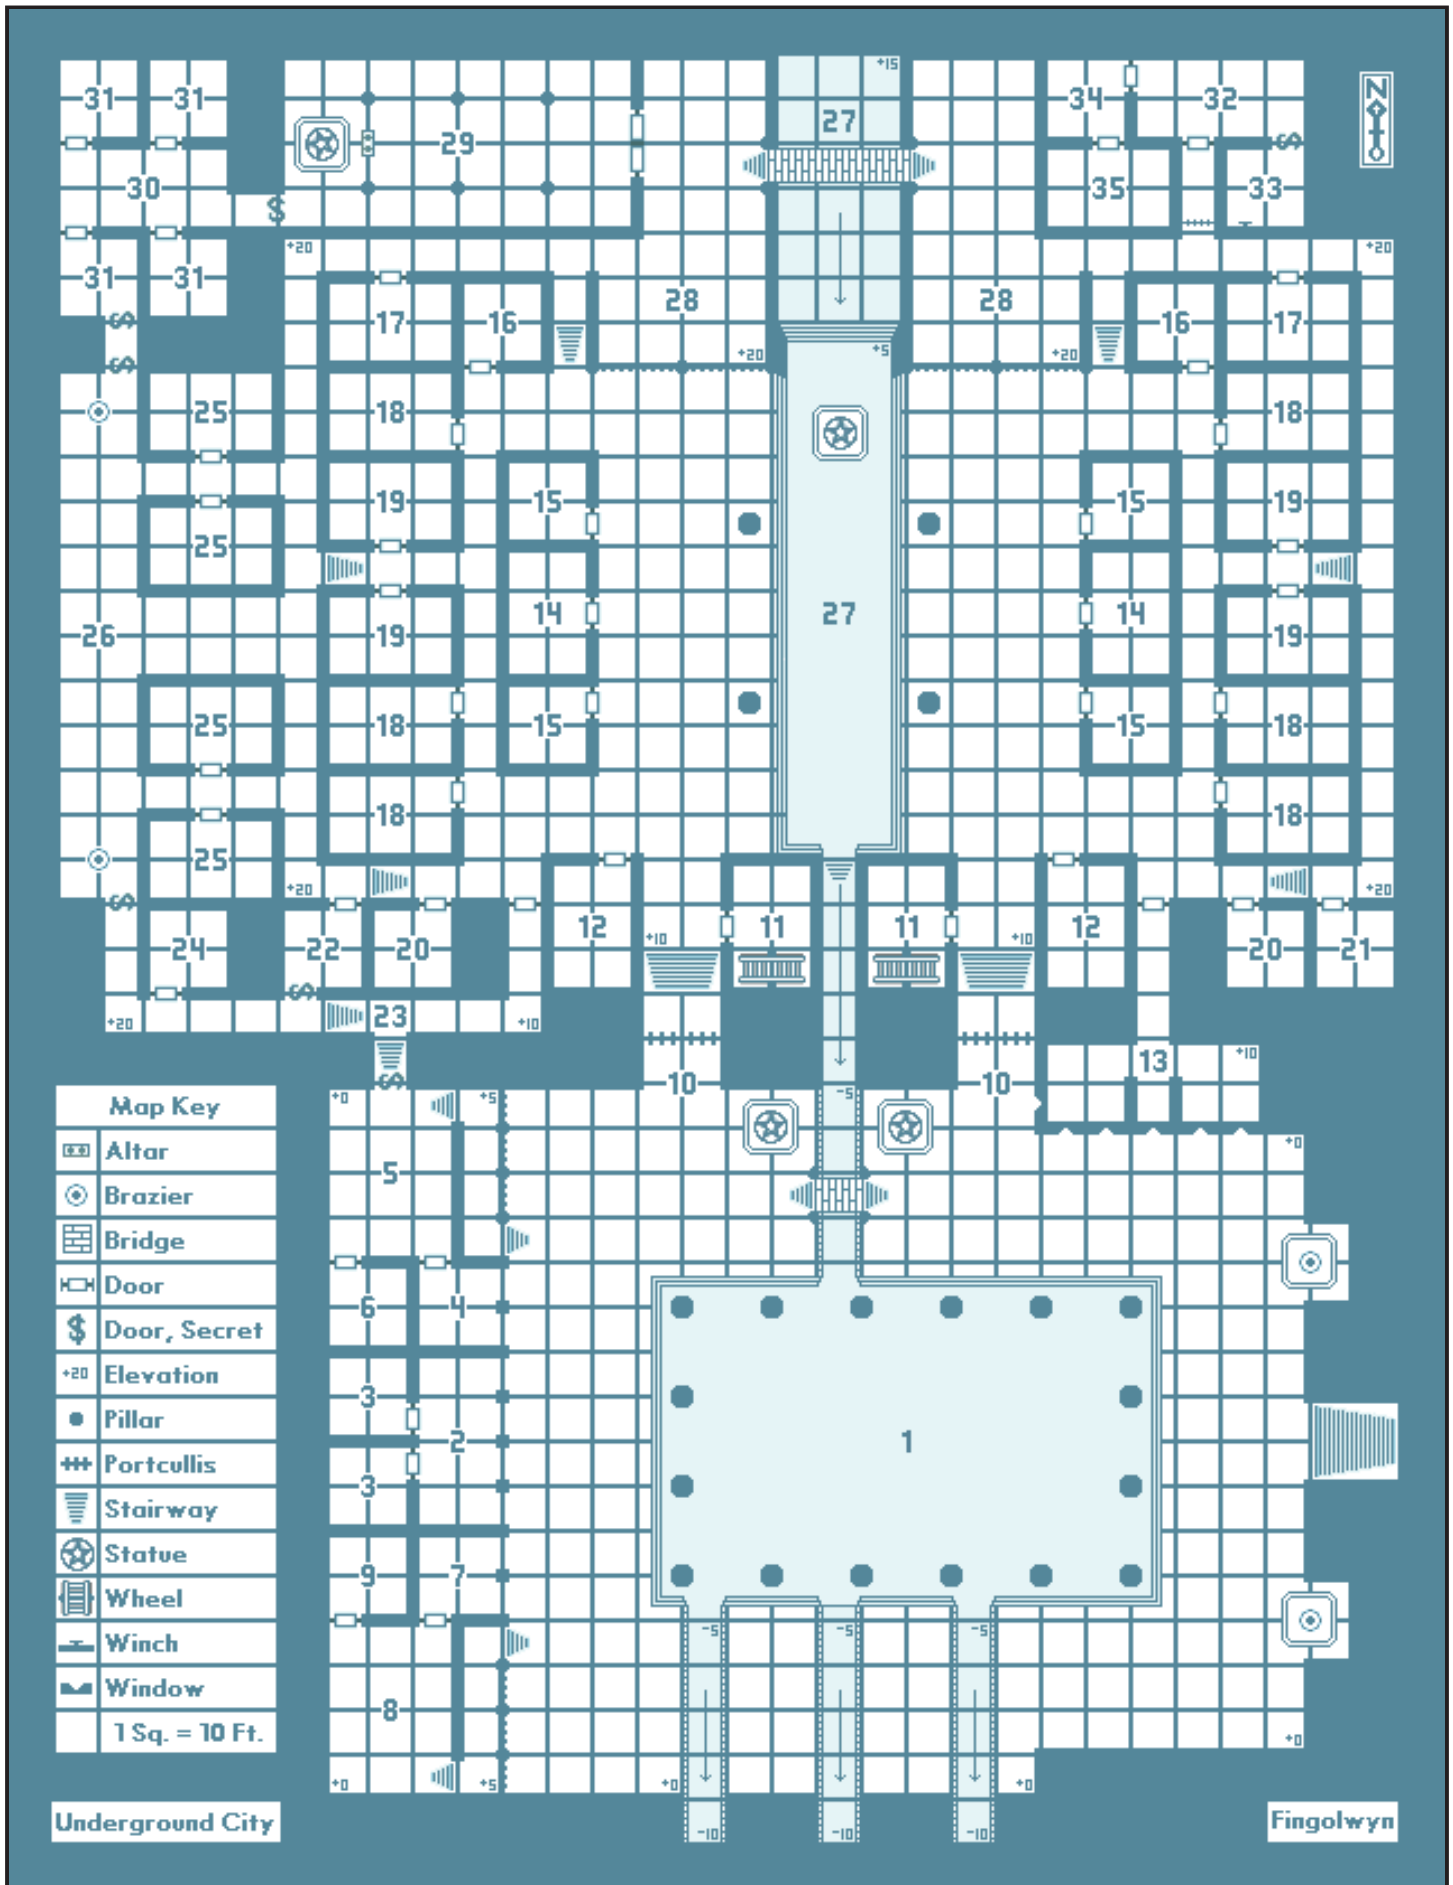 +15
31 31 29 27 34 32 N
30 35 33
$
+20 +20
31 31 28 28
$ 17 16 16 17
$ +20 +5 +20
25 18 18
19 15 15 19
25
26 19 14 27 14 19
25 18 15 15 18
25 18 18
+20 +20
$ 12 11 11 12
24 22 20 +10 +10 20 21
$
+20 23 +10
13 +10
$ 10 10
Map Key +0 +5 -5
Altar +0
5
Brazier
Bridge
Door 6 4
Door, Secret
+20 Elevation
3
Pillar
2 1
Portcullis
3
Stairway
Statue 9 7
Wheel
Winch -5 -5 -5
Window 8
1 Sq. = 10 Ft. +0
+0 +5 +0 +0
Underground City -10 -10 -10 Fingolwyn